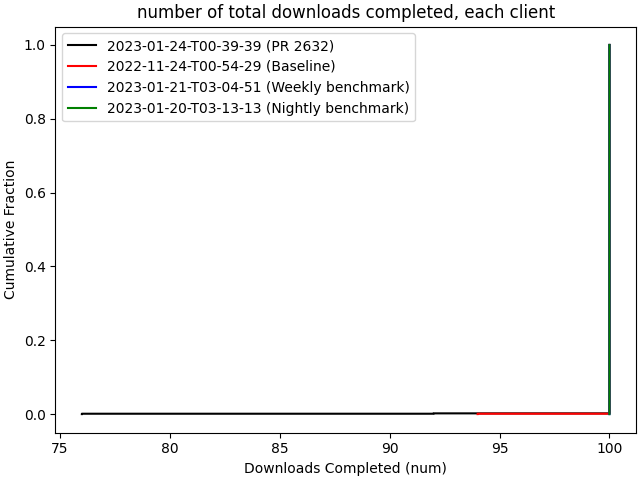 number of total downloads completed, each client
2023-01-24-T00-39-39 (PR 2632)
2022-11-24-T00-54-29 (Baseline)
2023-01-21-T03-04-51 (Weekly benchmark)
2023-01-20-T03-13-13 (Nightly benchmark)
Cumulative Fraction
1.0
0.8
0.6
0.4
0.2
0.0
75 80 85 90 95 100
Downloads Completed (num)